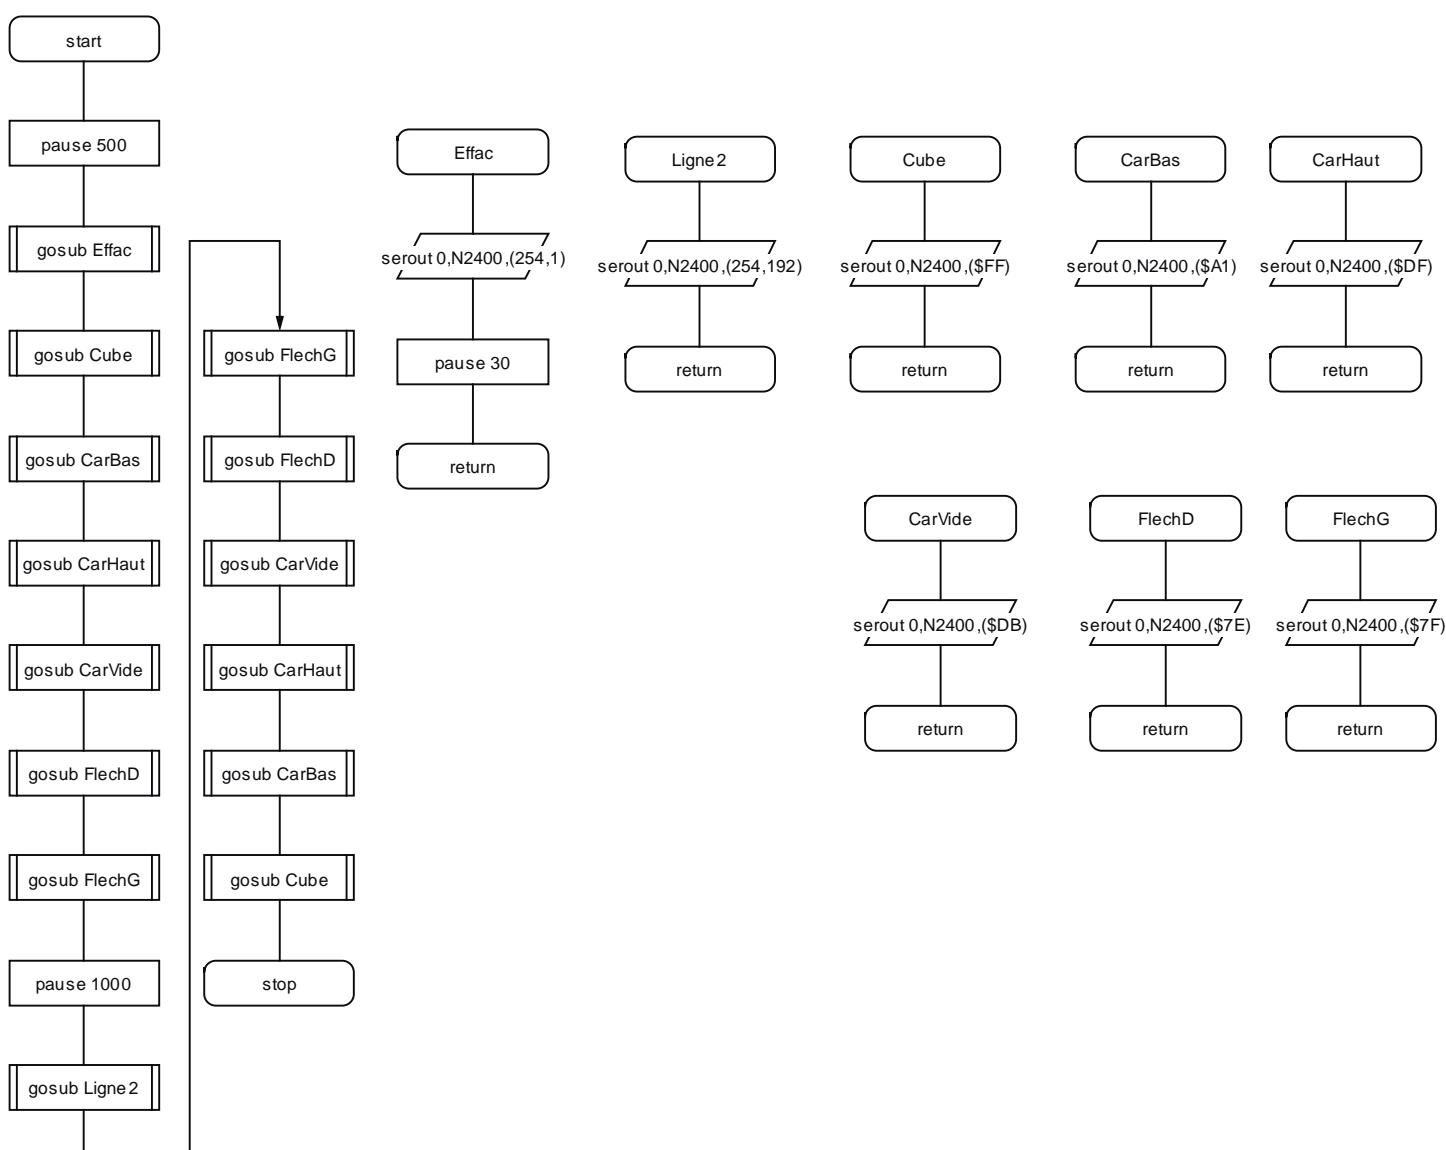 start
pause 500
gosub Effac
gosub Cube
gosub CarBas
gosub CarHaut
gosub CarVide
gosub FlechD
gosub FlechG
pause 1000
gosub Ligne2
gosub FlechG
gosub FlechD
gosub CarVide
gosub CarHaut
gosub CarBas
gosub Cube
stop
Effac
serout 0,N2400,(254,1)
pause 30
return
Ligne2
serout 0,N2400,(254,192)
return
Cube
serout 0,N2400,($FF)
return
CarBas
serout 0,N2400,($A1)
return
CarHaut
serout 0,N2400,($DF)
return
CarVide
serout 0,N2400,($DB)
return
FlechD
serout 0,N2400,($7E)
return
FlechG
serout 0,N2400,($7F)
return